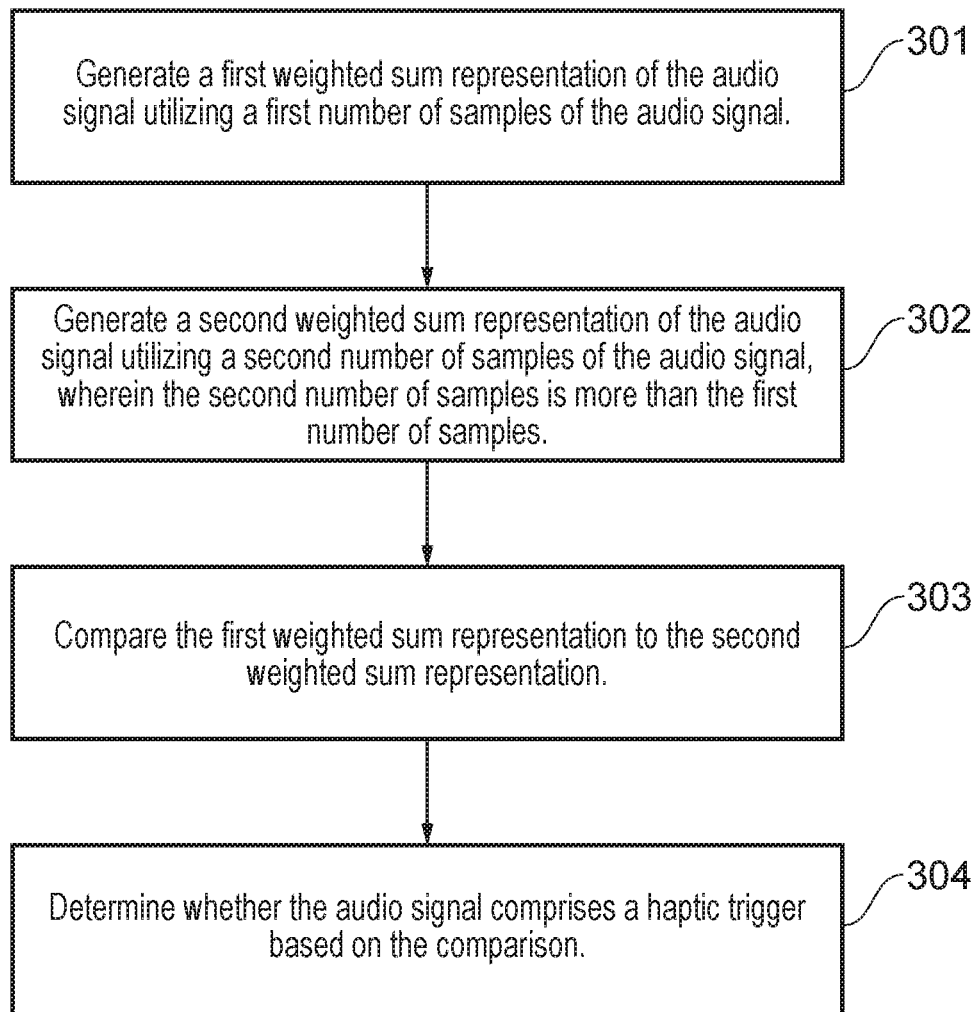 301
Generate a first weighted sum representation of the audio
signal utilizing a first number of samples of the audio signal.
302
Generate a second weighted sum representation of the audio
signal utilizing a second number of samples of the audio signal,
wherein the second number of samples is more than the first
number of samples.
303
Compare the first weighted sum representation to the second
weighted sum representation.
304
Determine whether the audio signal comprises a haptic trigger
based on the comparison.